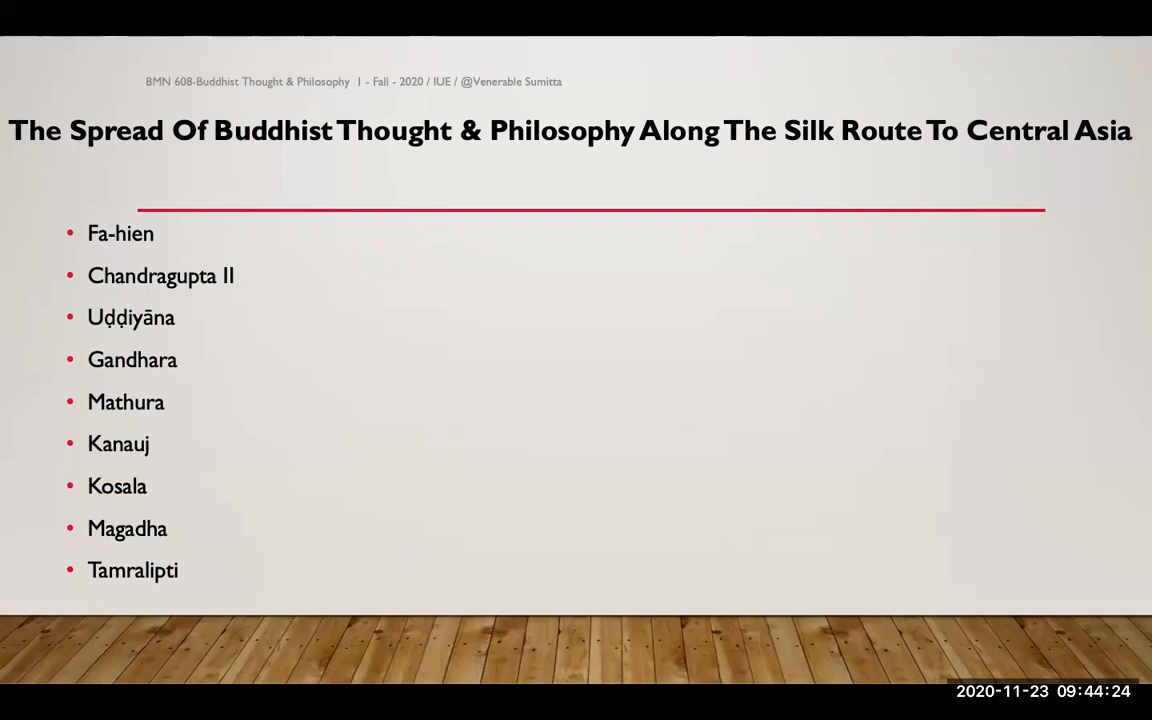 BMN 608-Buddhist Thought & Philosophy 1 - Fall - 2020 / IUE / @Venerable Sumitta
The Spread Of Buddhist Thought & Philosophy Along The Silk Route To Central Asia
• Fa-hien
• Chandragupta II
• Uḍḍiyāna
• Gandhara
• Mathura
• Kanauj
• Kosala
• Magadha
• Tamralipti
2020-11-23 09:44:24